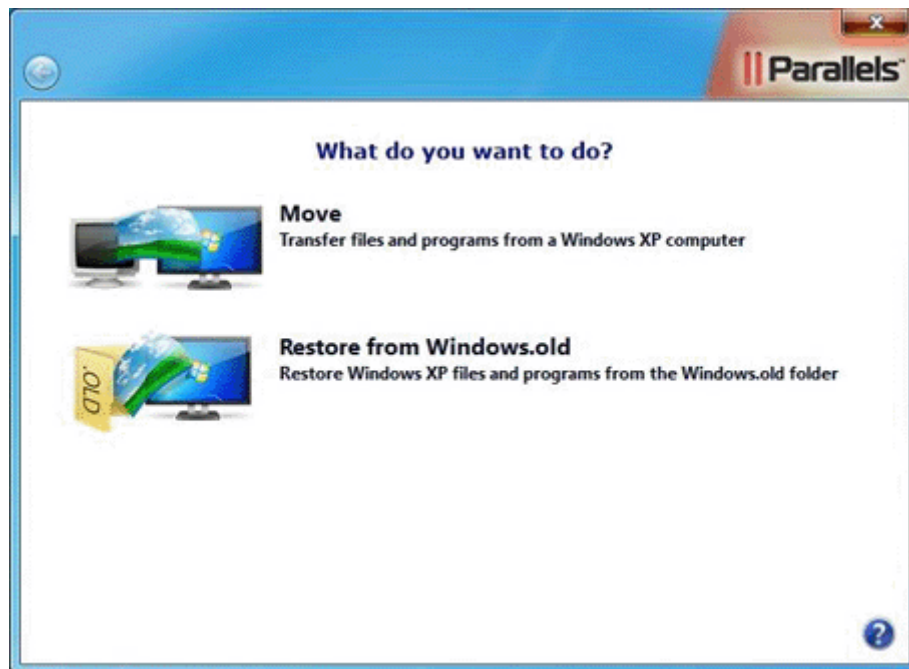 Parallels™
What do you want to do?
Move
Transfer files and programs from a Windows XP computer
.OLD
Restore from Windows.old
Restore Windows XP files and programs from the Windows.old folder
?